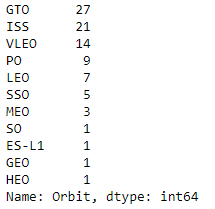 GTO 27
ISS 21
VLEO 14
PO 9
LEO 7
SSO 5
MEO 3
SO 1
ES-L1 1
GEO 1
HEO 1
Name: Orbit, dtype: int64